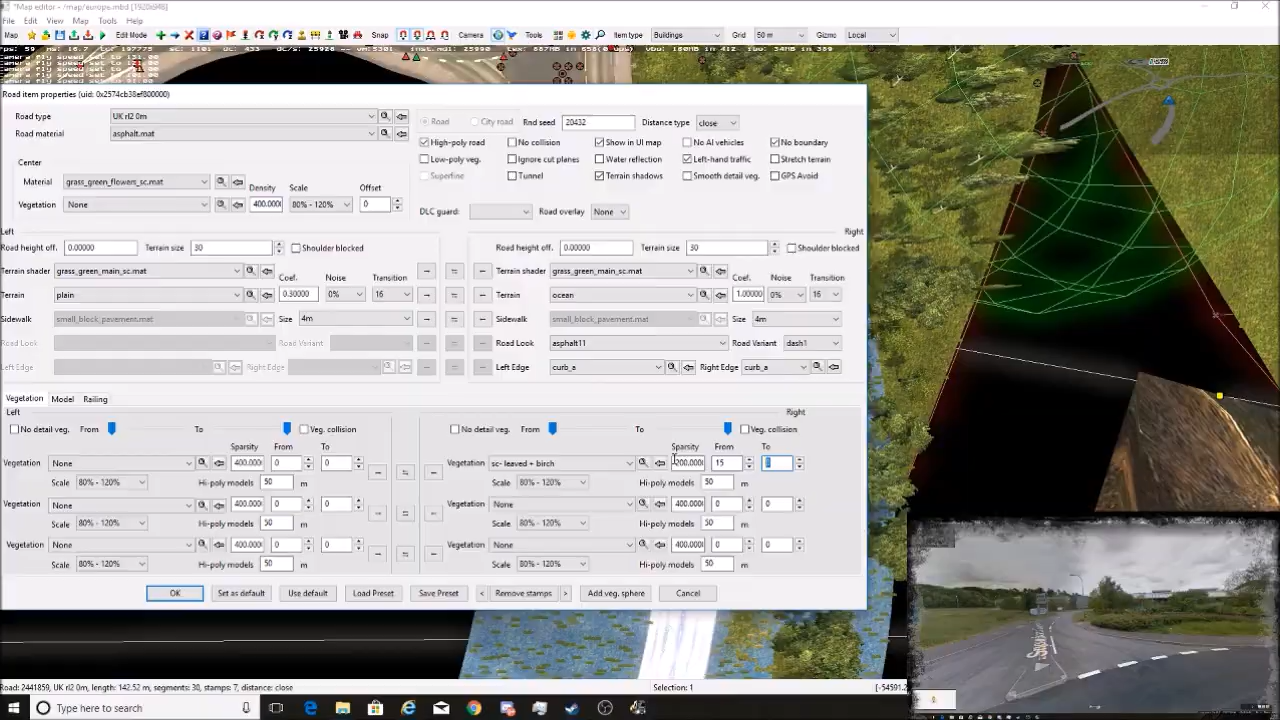 *Map editor - /map/europe.mbd [1920x6MB]
File Edit View Map Tools Help
Map Edit Mode Snap Camera Tools Item type Buildings Grid 50 m Gizmo Local
Road item properties (uid: 0x2574cb38ef800000)
Road type UK rl2 0m Road City road Rnd seed 20432 Distance type close
Road material asphalt.mat
High-poly road No collision Show in UI map No AI vehicles No boundary
Center
Low-poly veg. Ignore cut planes Water reflection Left-hand traffic Stretch terrain
Material grass_green_flowers_sc.mat Density Scale Offset
Superfine Tunnel Terrain shadows Smooth detail veg. GPS Avoid
Vegetation None 400.000 80% - 120% 0
DLC guard: Road overlay None
Left Right
Road height off. 0.00000 Terrain size 30 Shoulder blocked Road height off. 0.00000 Terrain size 30 Shoulder blocked
Terrain shader grass_green_main_sc.mat Coef. Noise Transition Terrain shader grass_green_main_sc.mat Coef. Noise Transition
Terrain plain 0.30000 0% 16 Terrain ocean 1.00000 0% 16
Sidewalk small_block_pavement.mat Size 4m Sidewalk small_block_pavement.mat Size 4m
Road Look Road Variant Road Look asphalt11 Road Variant dash1
Left Edge Right Edge Left Edge curb_a Right Edge curb_a
Vegetation Model Railing
Left Right
No detail veg. From To Veg. collision No detail veg. From To Veg. collision
Sparsity From To Sparsity From To
Vegetation None 400.000 0 0 Vegetation sc- leaved + birch 200.000 15
Scale 80% - 120% Hi-poly models 50 m Scale 80% - 120% Hi-poly models 50 m
Vegetation None 400.000 0 0 Vegetation None 400.000 0 0
Scale 80% - 120% Hi-poly models 50 m Scale 80% - 120% Hi-poly models 50 m
Vegetation None 400.000 0 0 Vegetation None 400.000 0 0
Scale 80% - 120% Hi-poly models 50 m Scale 80% - 120% Hi-poly models 50 m
OK Set as default Use default Load Preset Save Preset < Remove stamps > Add veg. sphere Cancel
Road: 2441859, UK rl2 0m, length: 142.52 m, segments: 30, stamps: 7, distance: close Selection: 1 [-54591.2
Type here to search